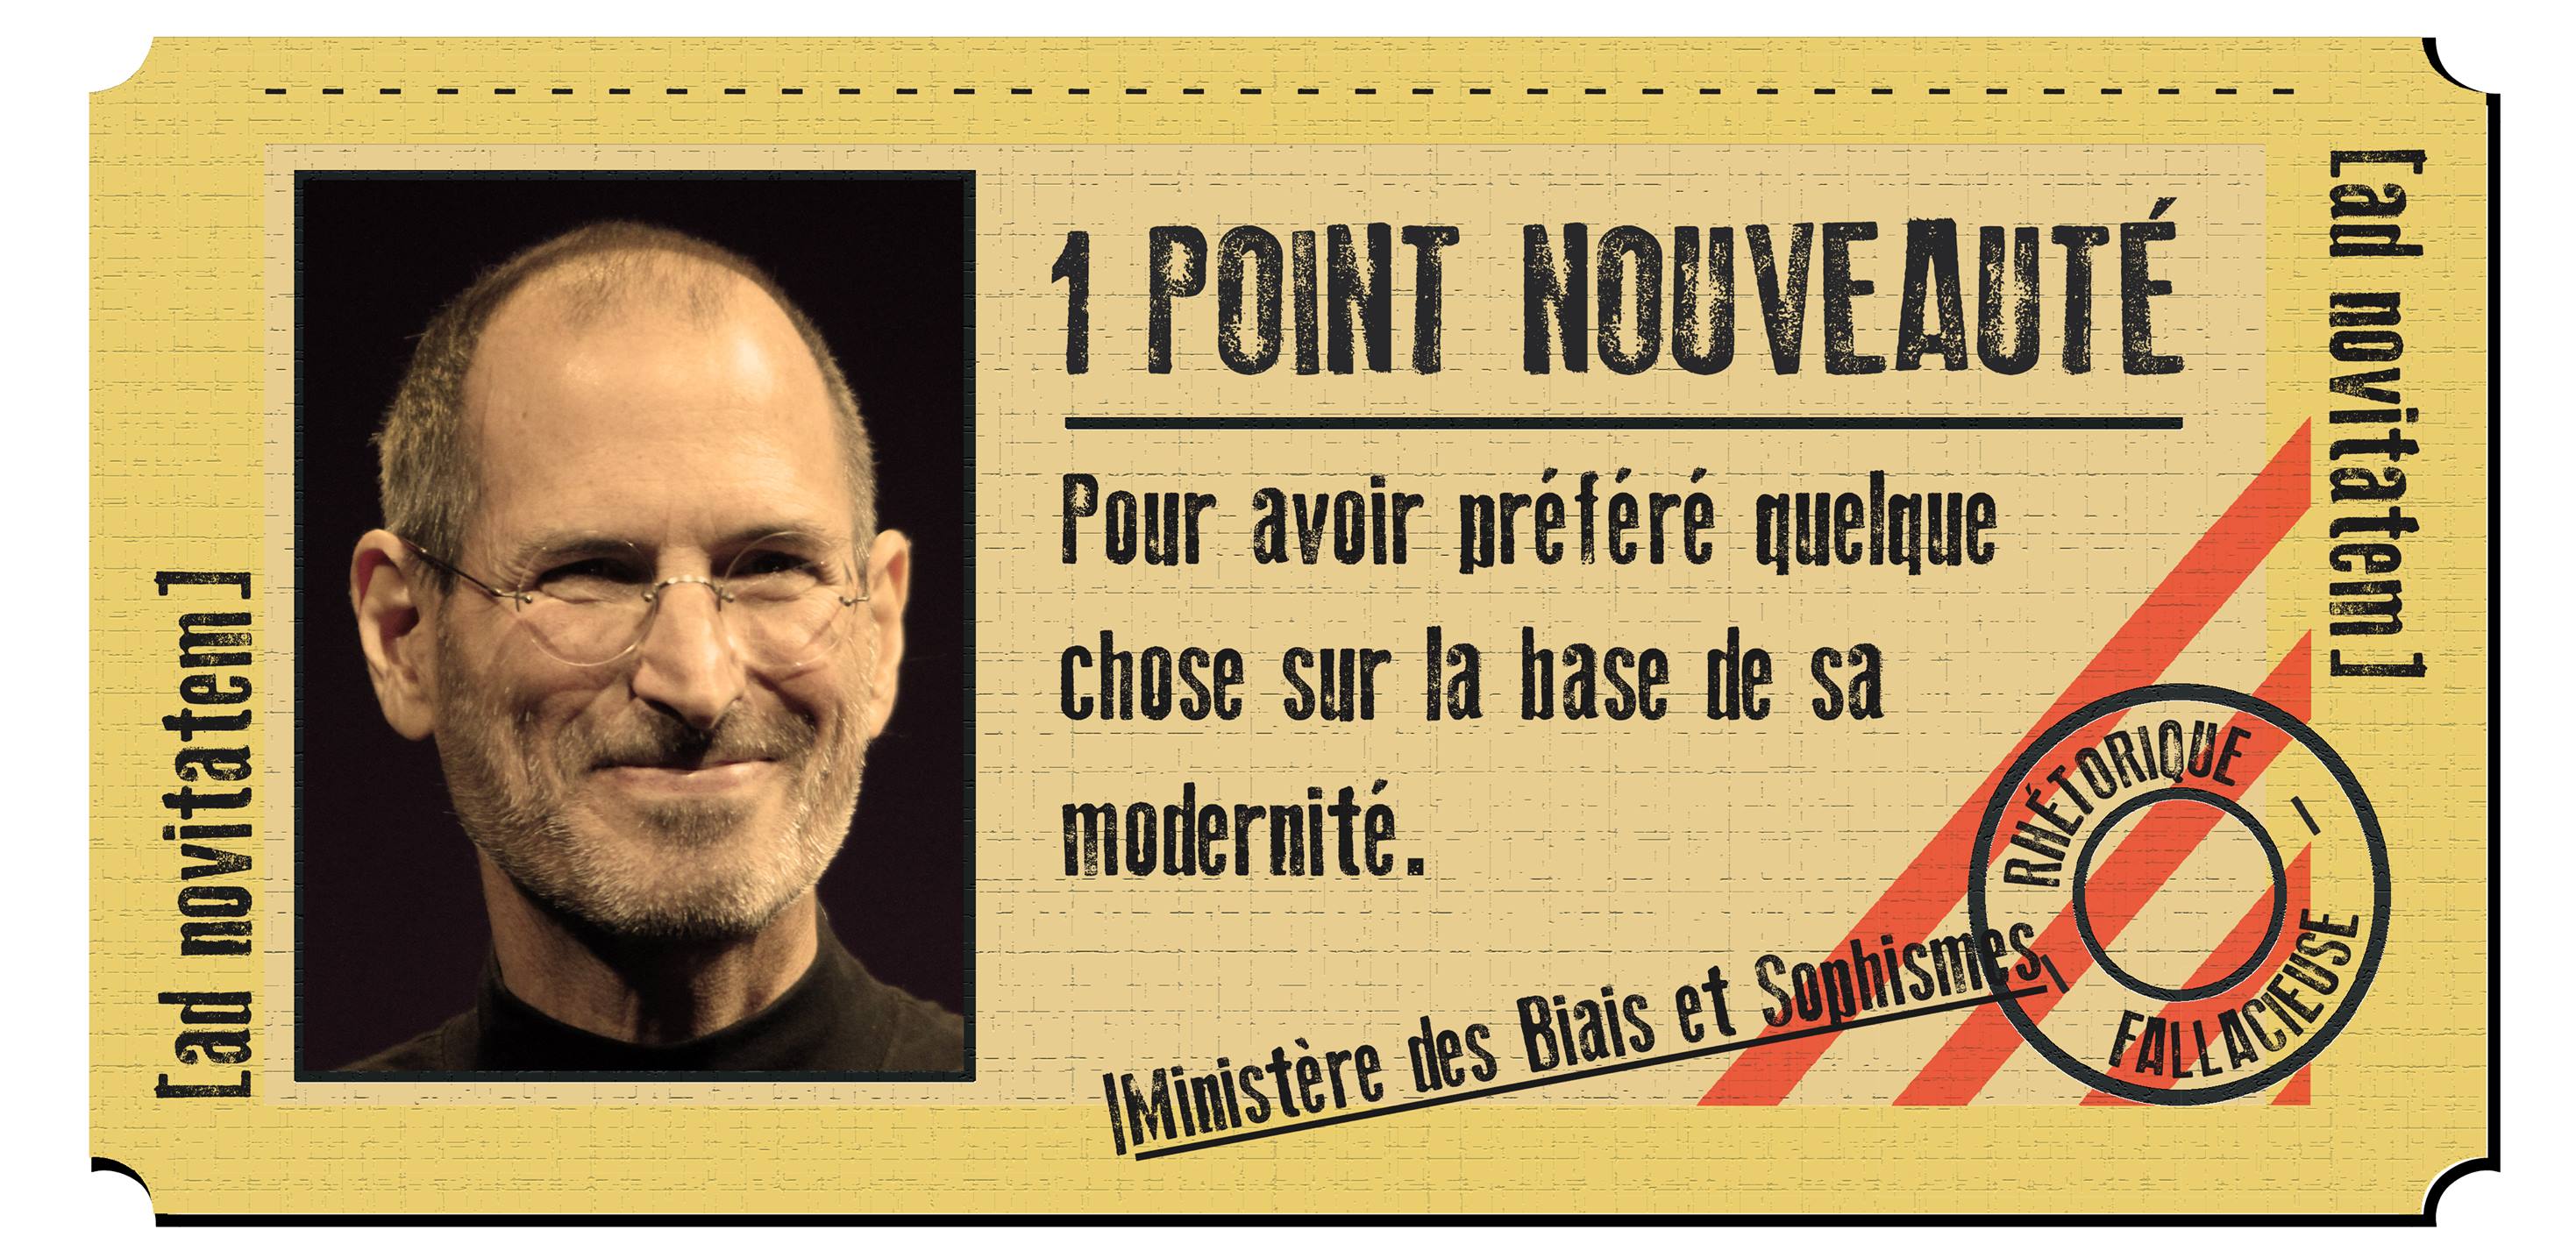 [ad novitatem]
1 POINT NOUVEAUTÉ
Pour avoir préféré quelque
chose sur la base de sa
modernité.
|Ministère des Biais et Sophismes|
RHÉTORIQUE
FALLACIEUSE
[ad novitatem]